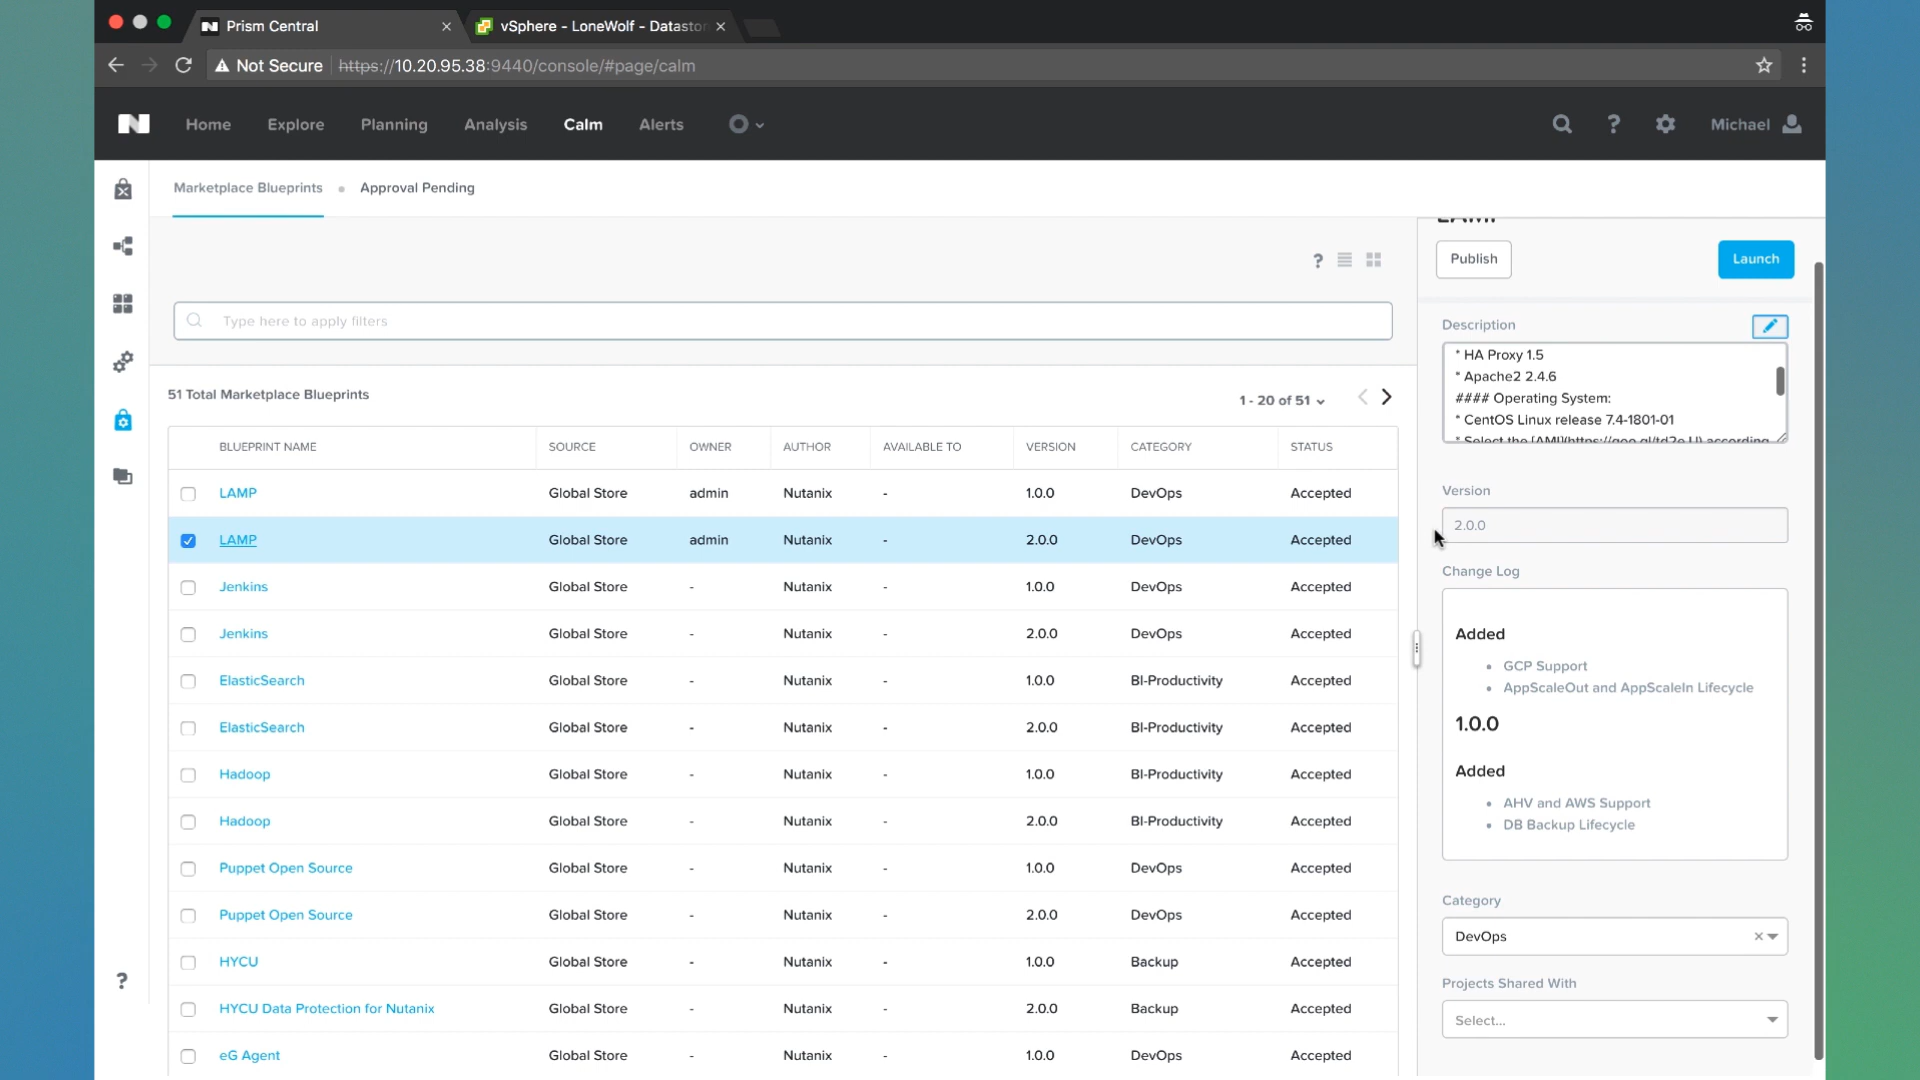 Prism Central
vSphere - LoneWolf - Datastor
Not Secure
https://10.20.95.38:9440/console/#page/calm
Home
Explore
Planning
Analysis
Calm
Alerts
?
Michael
Marketplace Blueprints
Approval Pending
?
Type here to apply filters
51 Total Marketplace Blueprints
1 - 20 of 51
BLUEPRINT NAME SOURCE OWNER AUTHOR AVAILABLE TO VERSION CATEGORY STATUS
LAMP Global Store admin Nutanix - 1.0.0 DevOps Accepted
LAMP Global Store admin Nutanix - 2.0.0 DevOps Accepted
Jenkins Global Store - Nutanix - 1.0.0 DevOps Accepted
Jenkins Global Store - Nutanix - 2.0.0 DevOps Accepted
ElasticSearch Global Store - Nutanix - 1.0.0 BI-Productivity Accepted
ElasticSearch Global Store - Nutanix - 2.0.0 BI-Productivity Accepted
Hadoop Global Store - Nutanix - 1.0.0 BI-Productivity Accepted
Hadoop Global Store - Nutanix - 2.0.0 BI-Productivity Accepted
Puppet Open Source Global Store - Nutanix - 1.0.0 DevOps Accepted
Puppet Open Source Global Store - Nutanix - 2.0.0 DevOps Accepted
HYCU Global Store - Nutanix - 1.0.0 Backup Accepted
HYCU Data Protection for Nutanix Global Store - Nutanix - 2.0.0 Backup Accepted
eG Agent Global Store - Nutanix - 1.0.0 DevOps Accepted
?
LAMP
Publish
Launch
Description
* HA Proxy 1.5
* Apache2 2.4.6
#### Operating System:
* CentOS Linux release 7.4-1801-01
* Select the [AMI](https://goo.gl/ according
Version
2.0.0
Change Log
Added
• GCP Support
• AppScaleOut and AppScaleIn Lifecycle
1.0.0
Added
• AHV and AWS Support
• DB Backup Lifecycle
Category
DevOps
Projects Shared With
Select...